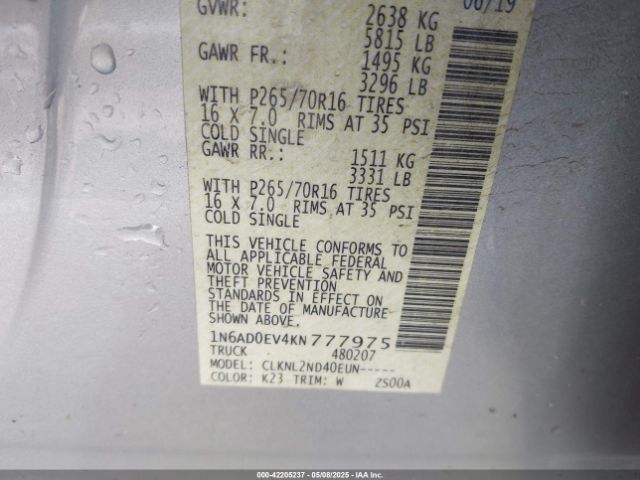 GVWR: 2638 KG 06/19
5815 LB
GAWR FR.: 1495 KG
3296 LB
WITH P265/70R16 TIRES
16 X 7.0 RIMS AT 35 PSI
COLD SINGLE
GAWR RR.: 1511 KG
3331 LB
WITH P265/70R16 TIRES
16 X 7.0 RIMS AT 35 PSI
COLD SINGLE
THIS VEHICLE CONFORMS TO
ALL APPLICABLE FEDERAL
MOTOR VEHICLE SAFETY AND
THEFT PREVENTION
STANDARDS IN EFFECT ON
THE DATE OF MANUFACTURE
SHOWN ABOVE.
1N6AD0EV4KN777975
TRUCK 480207
MODEL: CLKNL2ND40EUN-----
COLOR: K23 TRIM: W 2S00A
000-42205237 - 05/08/2025 - IAAI Inc.